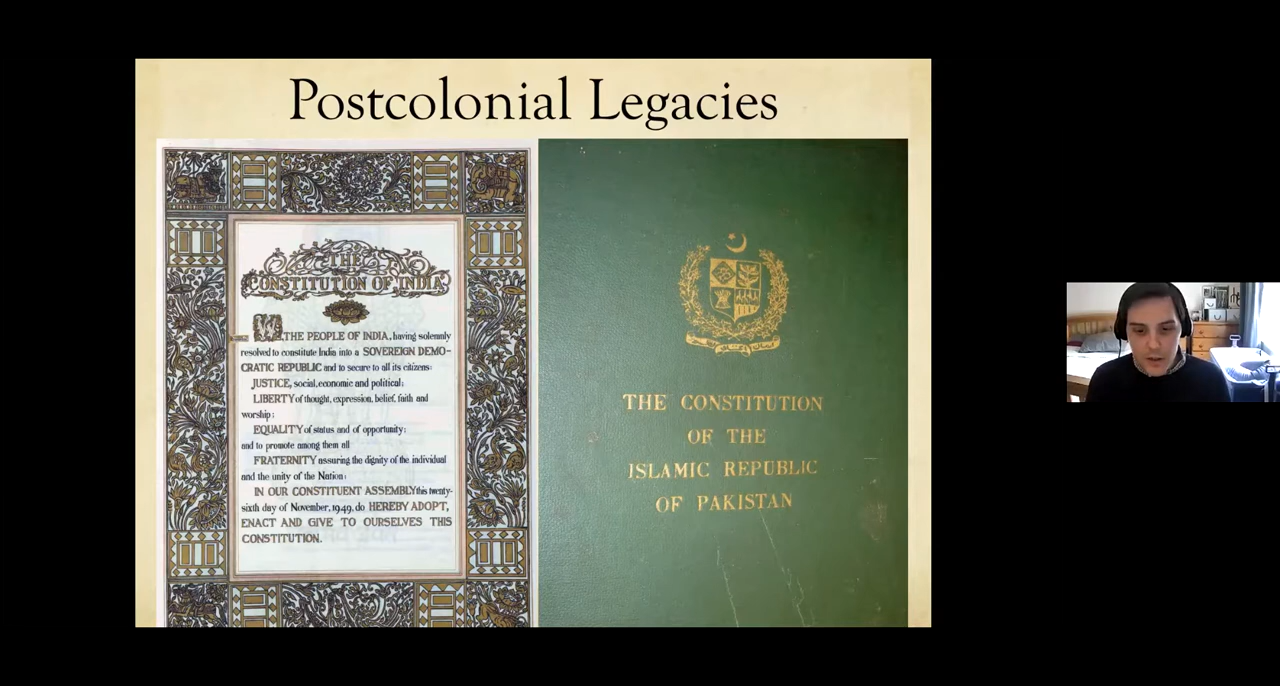 Postcolonial Legacies
THE
CONSTITUTION OF INDIA
WE, THE PEOPLE OF INDIA, having solemnly
resolved to constitute India into a SOVEREIGN DEMO-
CRATIC REPUBLIC and to secure to all its citizens:
JUSTICE, social, economic and political;
LIBERTY of thought, expression, belief, faith and
worship;
EQUALITY of status and of opportunity;
and to promote among them all
FRATERNITY assuring the dignity of the individual
and the unity of the Nation;
IN OUR CONSTITUENT ASSEMBLY this twenty-
sixth day of November, 1949, do HEREBY ADOPT,
ENACT AND GIVE TO OURSELVES THIS
CONSTITUTION.
THE CONSTITUTION
OF THE
ISLAMIC REPUBLIC
OF PAKISTAN